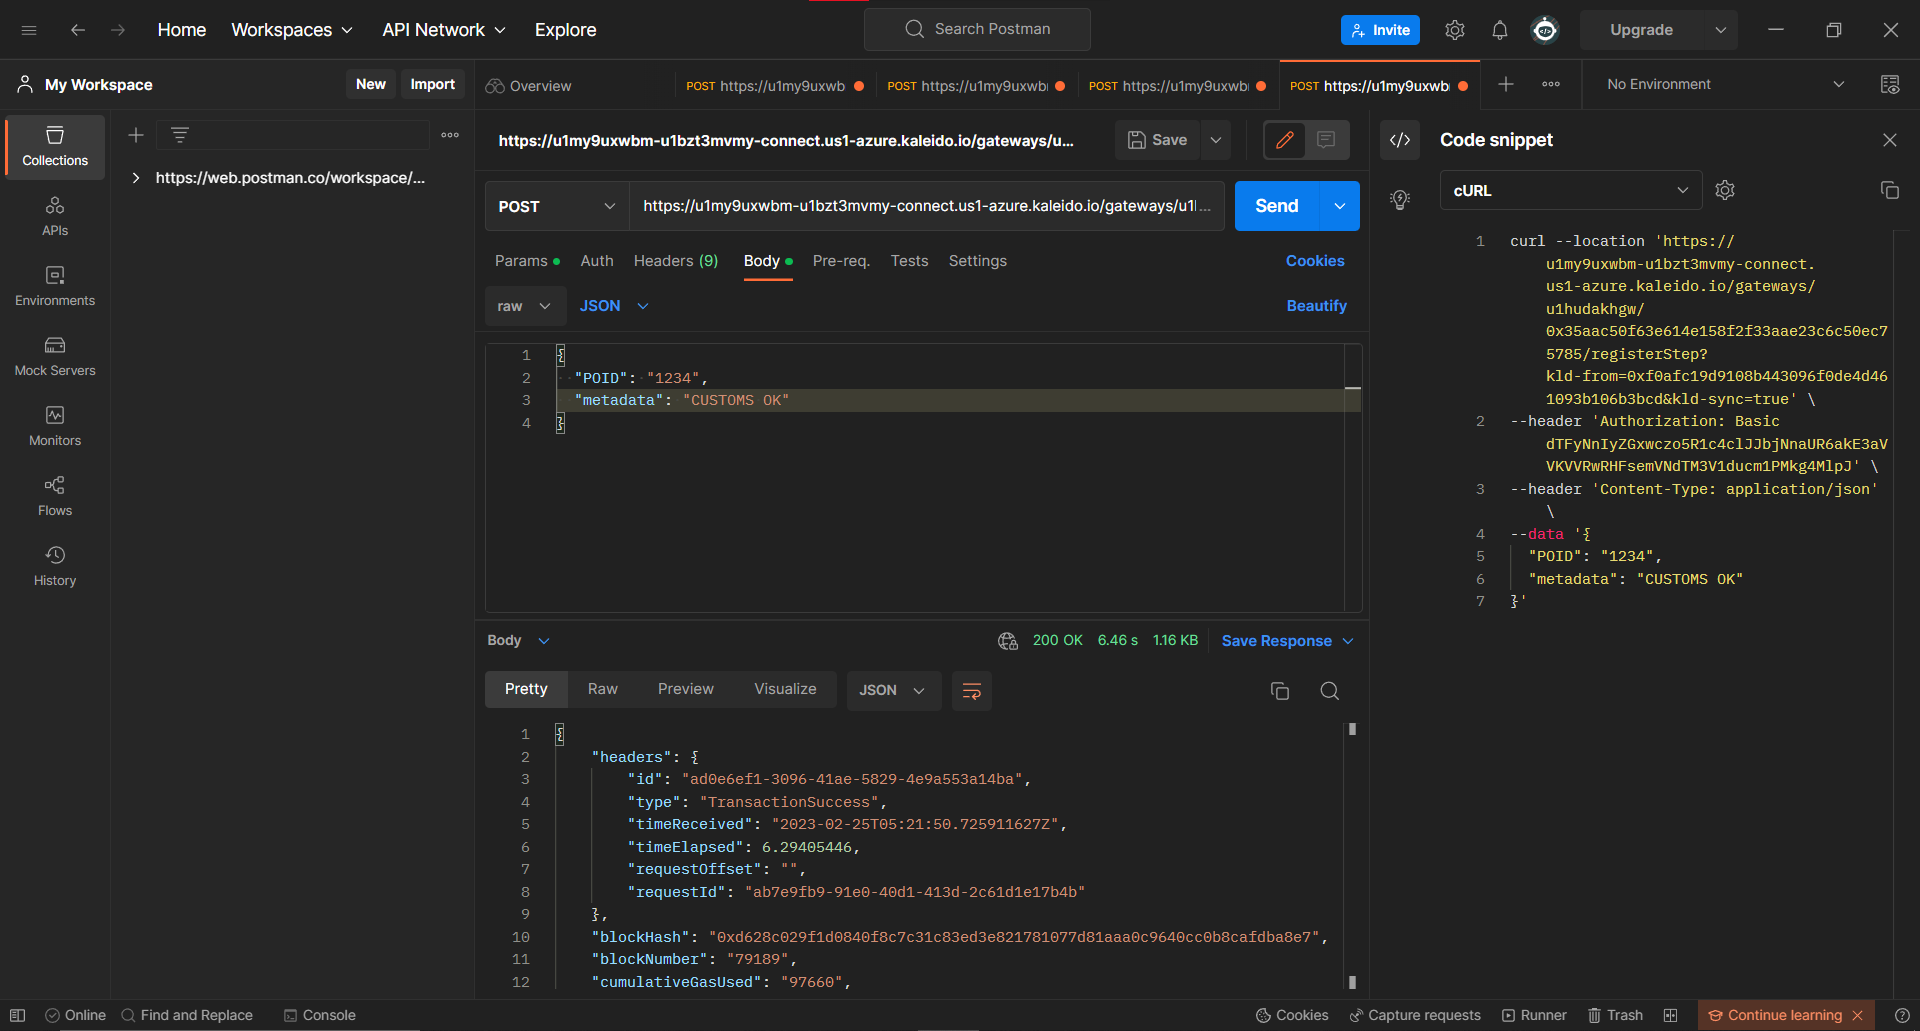 Home Workspaces API Network Explore Search Postman Invite Upgrade
My Workspace New Import
Overview POST https://u1my9uxwb POST https://u1my9uxwb POST https://u1my9uxwb POST https://u1my9uxwb No Environment
Collections
APIs
Environments
Mock Servers
Monitors
Flows
History
https://web.postman.co/workspace/...
https://u1my9uxwbm-u1bzt3mvmy-connect.us1-azure.kaleido.io/gateways/u... Save
POST https://u1my9uxwbm-u1bzt3mvmy-connect.us1-azure.kaleido.io/gateways/u1l... Send
Params Auth Headers (9) Body Pre-req. Tests Settings Cookies
raw JSON Beautify
1 {
2 "POID": "1234",
3 "metadata": "CUSTOMS OK"
4 }
Body 200 OK 6.46 s 1.16 KB Save Response
Pretty Raw Preview Visualize JSON
1 {
2 "headers": {
3 "id": "ad0e6ef1-3096-41ae-5829-4e9a553a14ba",
4 "type": "TransactionSuccess",
5 "timeReceived": "2023-02-25T05:21:50.725911627Z",
6 "timeElapsed": 6.29405446,
7 "requestOffset": "",
8 "requestId": "ab7e9fb9-91e0-40d1-413d-2c61d1e17b4b"
9 },
10 "blockHash": "0xd628c029f1d0840f8c7c31c83ed3e821781077d81aaa0c9640cc0b8cafdba8e7",
11 "blockNumber": "79189",
12 "cumulativeGasUsed": "97660",
Code snippet
cURL
1 curl --location 'https://
u1my9uxwbm-u1bzt3mvmy-connect.
us1-azure.kaleido.io/gateways/
u1hudakhgw/
0x35aac50f63e614e158f2f33aae23c6c50ec7
5785/registerStep?
kld-from=0xf0afc19d9108b443096f0de4d46
1093b106b3bcd&kld-sync=true' \
2 --header 'Authorization: Basic
dTFyNnIyZGxwczo5R1c4clJJbjNnaUR6akE3aV
VKVVRwRHFsemVNdTM3V1ducm1PMkg4MlpJ' \
3 --header 'Content-Type: application/json'
\
4 --data '{
5 "POID": "1234",
6 "metadata": "CUSTOMS OK"
7 }'
Online Find and Replace Console Cookies Capture requests Runner Trash Continue learning